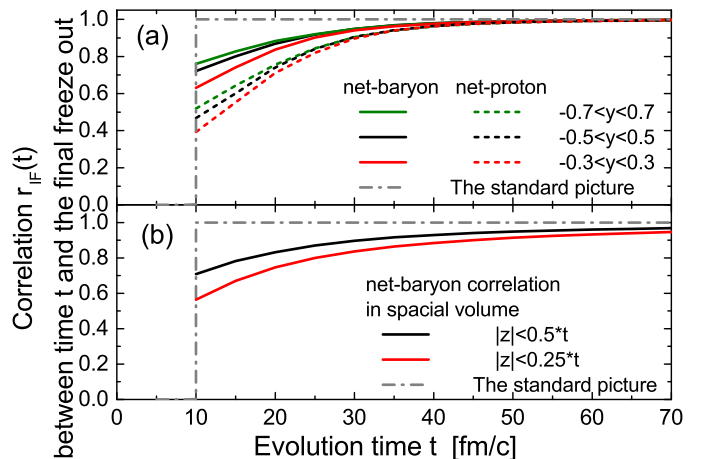 Correlation r_IF(t)
between time t and the final freeze out
1.0
0.8
0.6
0.4
0.2
0.0
(a)
net-baryon net-proton
-0.7<y<0.7
-0.5<y<0.5
-0.3<y<0.3
The standard picture
1.0
0.8
0.6
0.4
0.2
0.0
(b)
net-baryon correlation
in spacial volume
|z|<0.5*t
|z|<0.25*t
The standard picture
0 10 20 30 40 50 60 70
Evolution time t [fm/c]